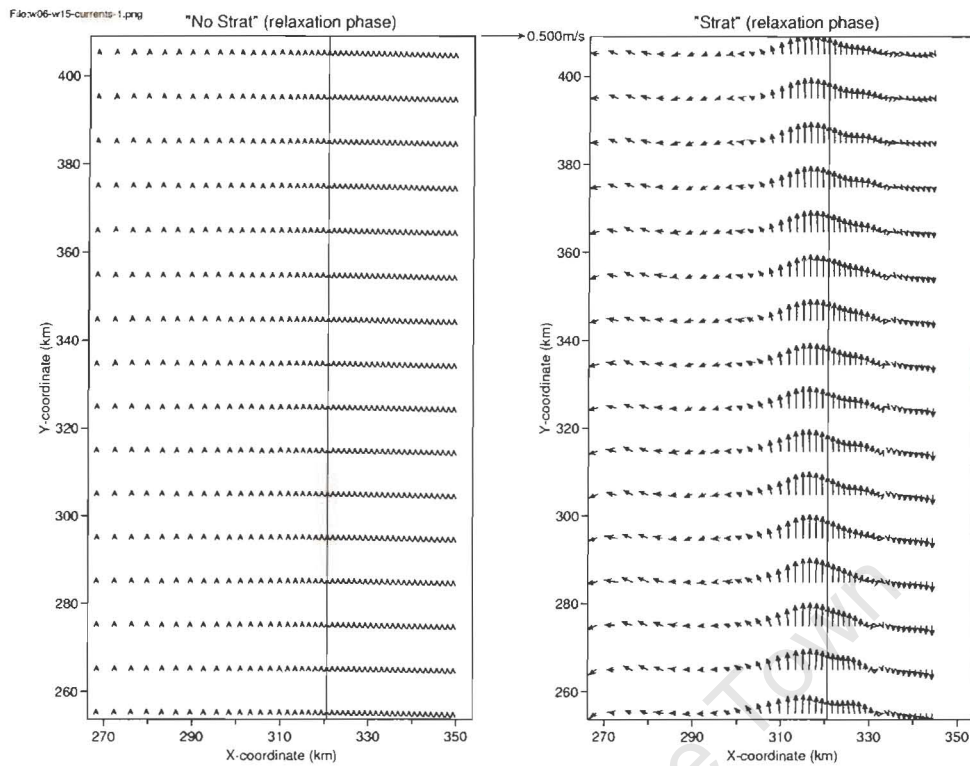 File:w06-w15-currents-1.png
"No Strat" (relaxation phase)
0.500m/s
"Strat" (relaxation phase)
400
380
360
340
320
300
280
260
Y-coordinate (km)
270
290
310
330
350
X-coordinate (km)
400
380
360
340
320
300
280
260
Y-coordinate (km)
270
290
310
330
350
X-coordinate (km)
Town